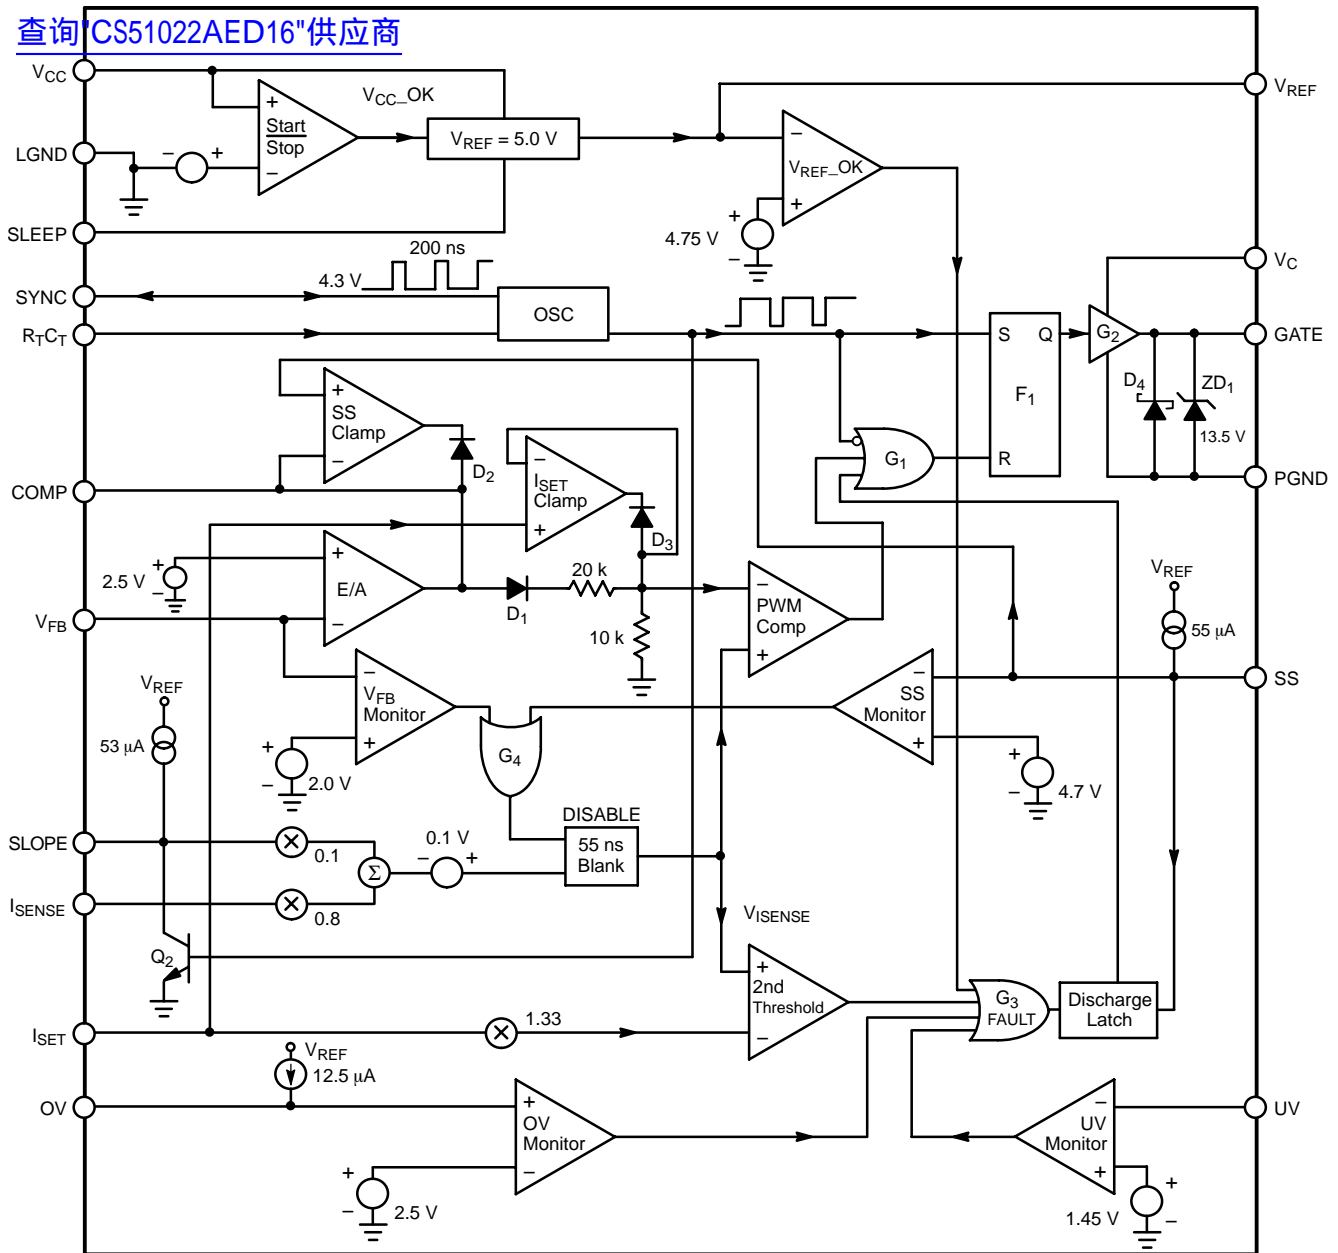 查询"CS51022AED16"供应商
VCC
VCC_OK
VREF
+
Start
Stop
−
VREF = 5.0 V
−
VREF_OK
+
LGND
−
+
SLEEP
+
4.75 V
−
200 ns
4.3 V
SYNC
OSC
RTCT
VC
S
Q
F1
R
G2
GATE
D4
ZD1
13.5 V
PGND
+
SS
Clamp
−
D2
−
ISET
Clamp
+
D3
G1
COMP
+
2.5 V
−
+
E/A
−
D1
20 k
10 k
−
PWM
Comp
+
VREF
55 μA
VFB
−
VFB
Monitor
+
−
SS
Monitor
+
SS
VREF
53 μA
+
−
2.0 V
G4
+
−
4.7 V
DISABLE
SLOPE
0.1
0.1 V
−
+
55 ns
Blank
Σ
ISENSE
0.8
VISENSE
Q2
+
2nd
Threshold
−
G3
FAULT
Discharge
Latch
ISET
1.33
VREF
12.5 μA
OV
+
OV
Monitor
−
−
UV
Monitor
+
UV
+
−
2.5 V
+
−
1.45 V